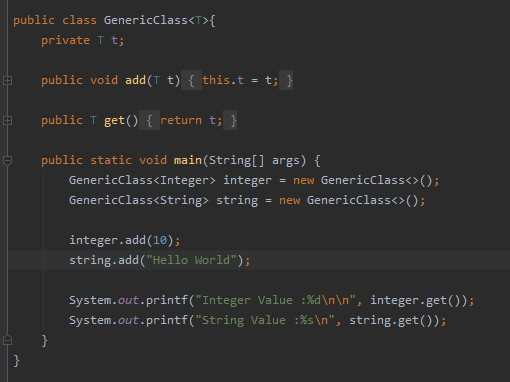 public class GenericClass<T>{
private T t;
public void add(T t) { this.t = t; }
public T get() { return t; }
public static void main(String[] args) {
GenericClass<Integer> integer = new GenericClass<>();
GenericClass<String> string = new GenericClass<>();
integer.add(10);
string.add("Hello World");
System.out.printf("Integer Value :%d\n\n", integer.get());
System.out.printf("String Value :%s\n", string.get());
}
}